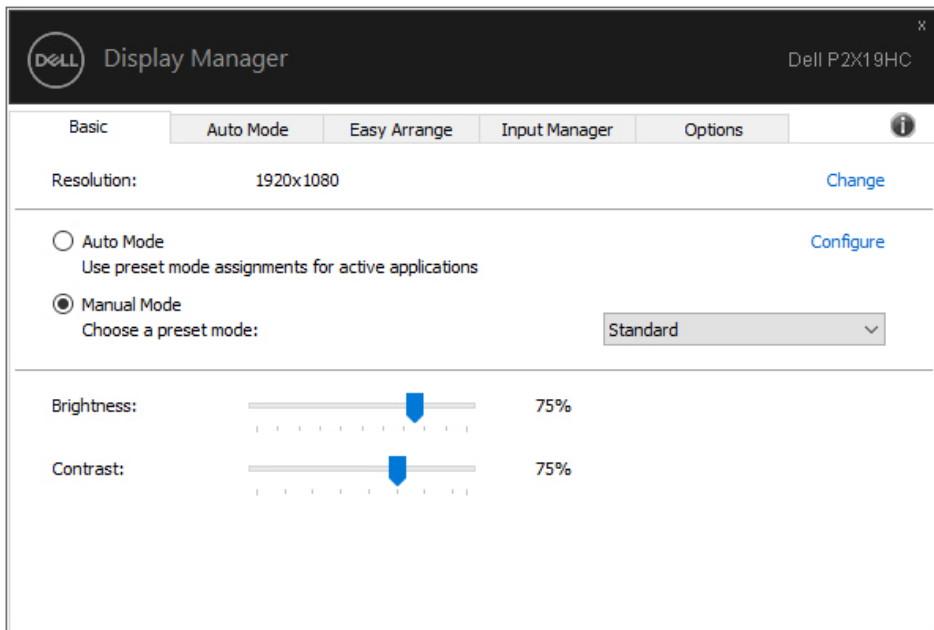 x
DELL Display Manager Dell P2X19HC
Basic Auto Mode Easy Arrange Input Manager Options i
Resolution: 1920x1080 Change
Auto Mode Configure
Use preset mode assignments for active applications
Manual Mode
Choose a preset mode: Standard
Brightness: 75%
Contrast: 75%